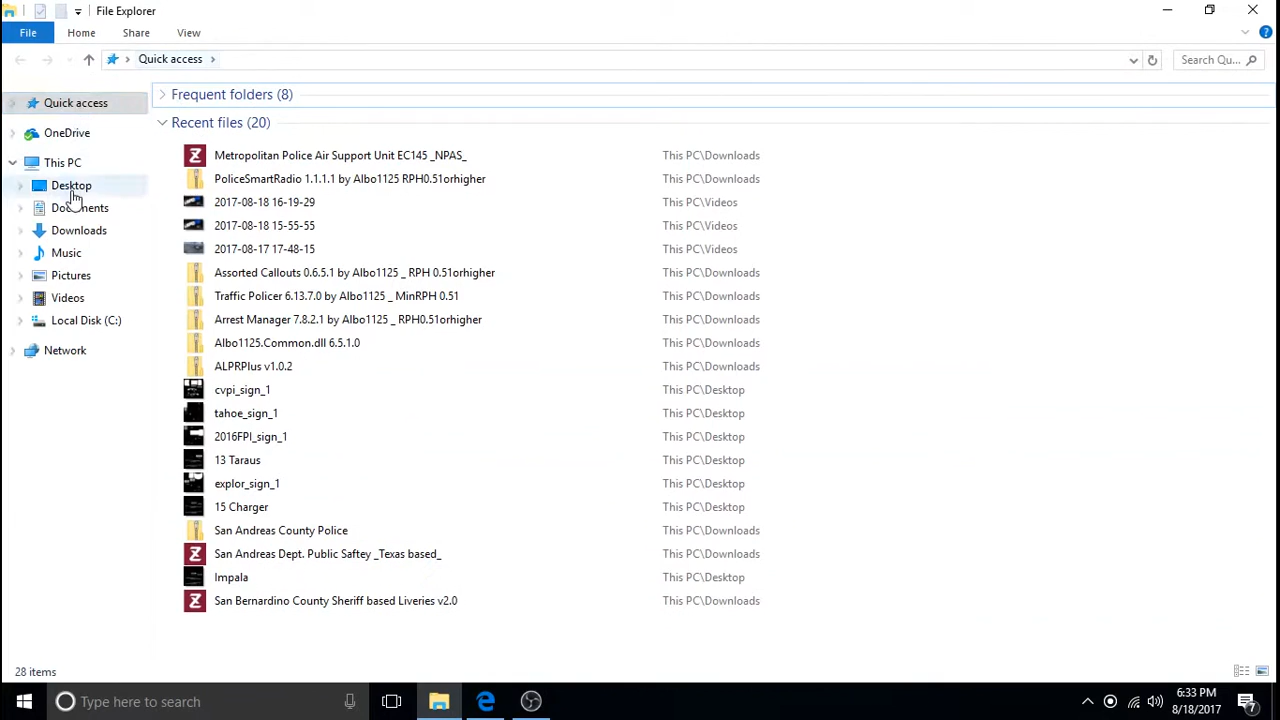 File Explorer
File Home Share View
Quick access Search Qu...
Quick access
OneDrive
This PC
Desktop
Documents
Downloads
Music
Pictures
Videos
Local Disk (C:)
Network
Frequent folders (8)
Recent files (20)
Metropolitan Police Air Support Unit EC145 _NPAS_ This PC\Downloads
PoliceSmartRadio 1.1.1.1 by Albo1125 RPH0.51orhigher This PC\Downloads
2017-08-18 16-19-29 This PC\Videos
2017-08-18 15-55-55 This PC\Videos
2017-08-17 17-48-15 This PC\Videos
Assorted Callouts 0.6.5.1 by Albo1125 _ RPH 0.51orhigher This PC\Downloads
Traffic Policer 6.13.7.0 by Albo1125 _ MinRPH 0.51 This PC\Downloads
Arrest Manager 7.8.2.1 by Albo1125 _ RPH0.51orhigher This PC\Downloads
Albo1125.Common.dll 6.5.1.0 This PC\Downloads
ALPRPlus v1.0.2 This PC\Downloads
cvpi_sign_1 This PC\Desktop
tahoe_sign_1 This PC\Desktop
2016FPI_sign_1 This PC\Desktop
13 Taraus This PC\Desktop
explor_sign_1 This PC\Desktop
15 Charger This PC\Desktop
San Andreas County Police This PC\Downloads
San Andreas Dept. Public Saftey _Texas based_ This PC\Downloads
Impala This PC\Desktop
San Bernardino County Sheriff based Liveries v2.0 This PC\Downloads
28 items
Type here to search
6:33 PM
8/18/2017
7